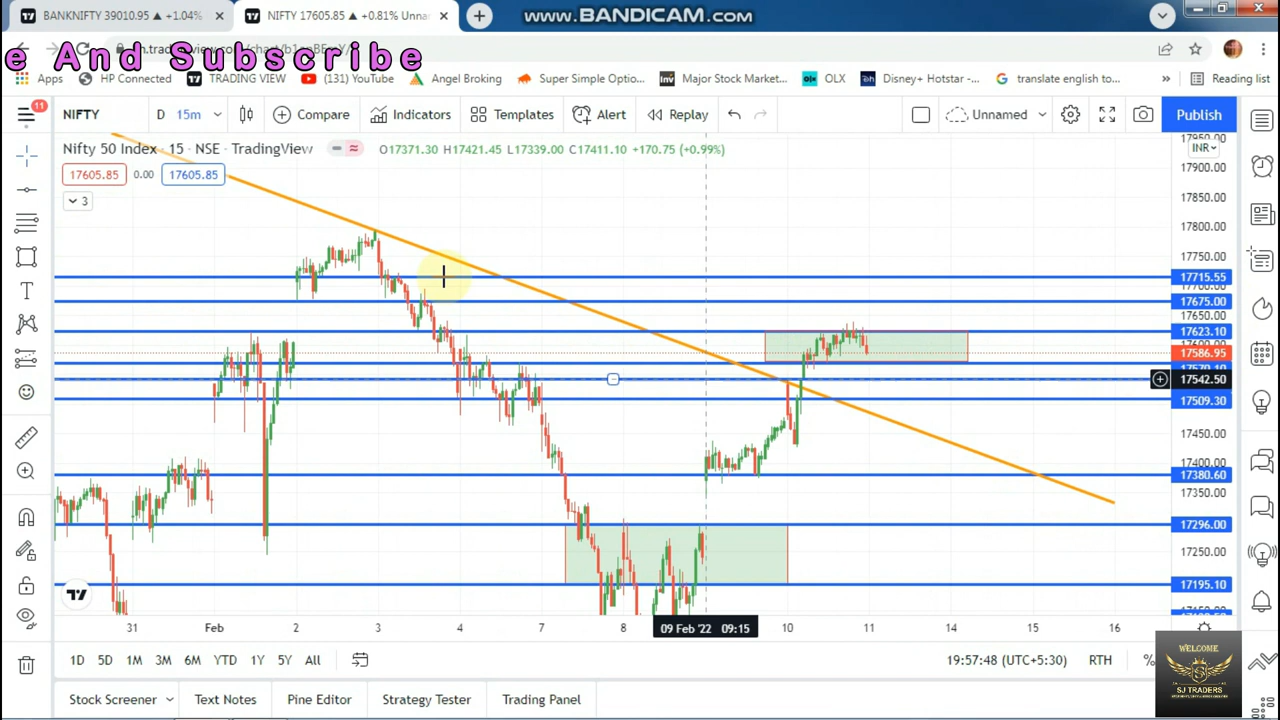 BANKNIFTY 39010.95 ▲ +1.04%
NIFTY 17605.85 ▲ +0.81% Unna
www.BANDICAM.com
e And Subscribe
Apps
HP Connected
TRADING VIEW
(131) YouTube
Angel Broking
Super Simple Optio...
Major Stock Market...
OLX
Disney+ Hotstar -...
translate english to...
»
Reading list
11
NIFTY
D
15m
Compare
Indicators
Templates
Alert
Replay
Unnamed
Publish
Nifty 50 Index · 15 · NSE · TradingView
O17371.30 H17421.45 L17339.00 C17411.10 +170.75 (+0.99%)
INR
17605.85
0.00
17605.85
3
17950.00
17900.00
17850.00
17800.00
17750.00
17715.55
17700.00
17675.00
17650.00
17623.10
17600.00
17586.95
17542.50
17509.30
17450.00
17400.00
17380.60
17350.00
17296.00
17250.00
17195.10
31
Feb
2
3
4
7
8
09 Feb '22 09:15
10
11
14
15
16
1D
5D
1M
3M
6M
YTD
1Y
5Y
All
19:57:48 (UTC+5:30)
RTH
%
Stock Screener
Text Notes
Pine Editor
Strategy Tester
Trading Panel
WELCOME
SJ TRADERS